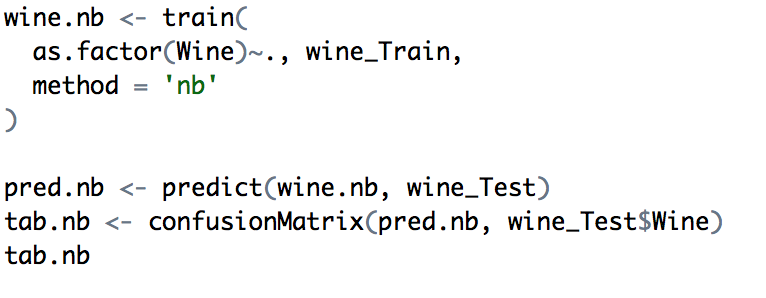 wine.nb <- train(
as.factor(Wine)~., wine_Train,
method = 'nb'
)
pred.nb <- predict(wine.nb, wine_Test)
tab.nb <- confusionMatrix(pred.nb, wine_Test$Wine)
tab.nb